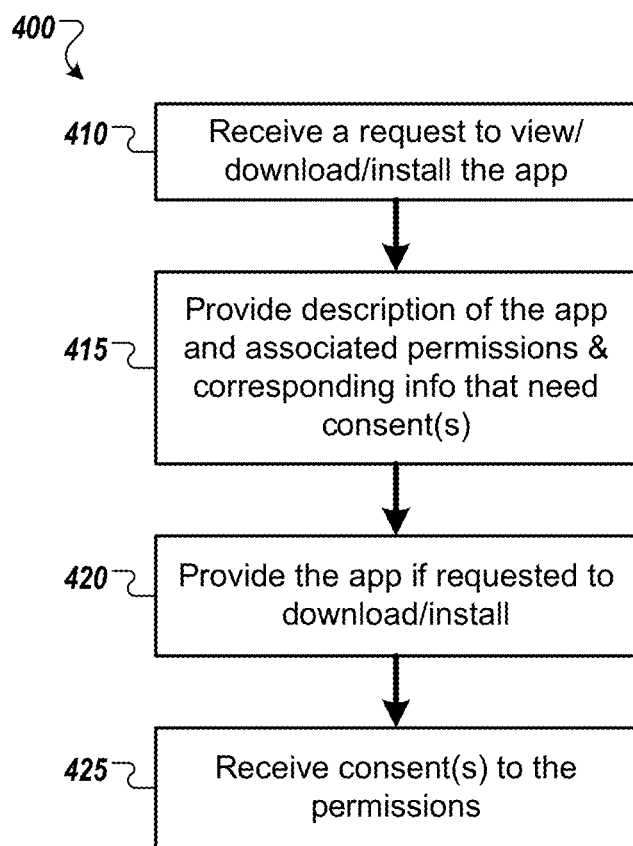 400
410
Receive a request to view/
download/install the app
415
Provide description of the app
and associated permissions &
corresponding info that need
consent(s)
420
Provide the app if requested to
download/install
425
Receive consent(s) to the
permissions